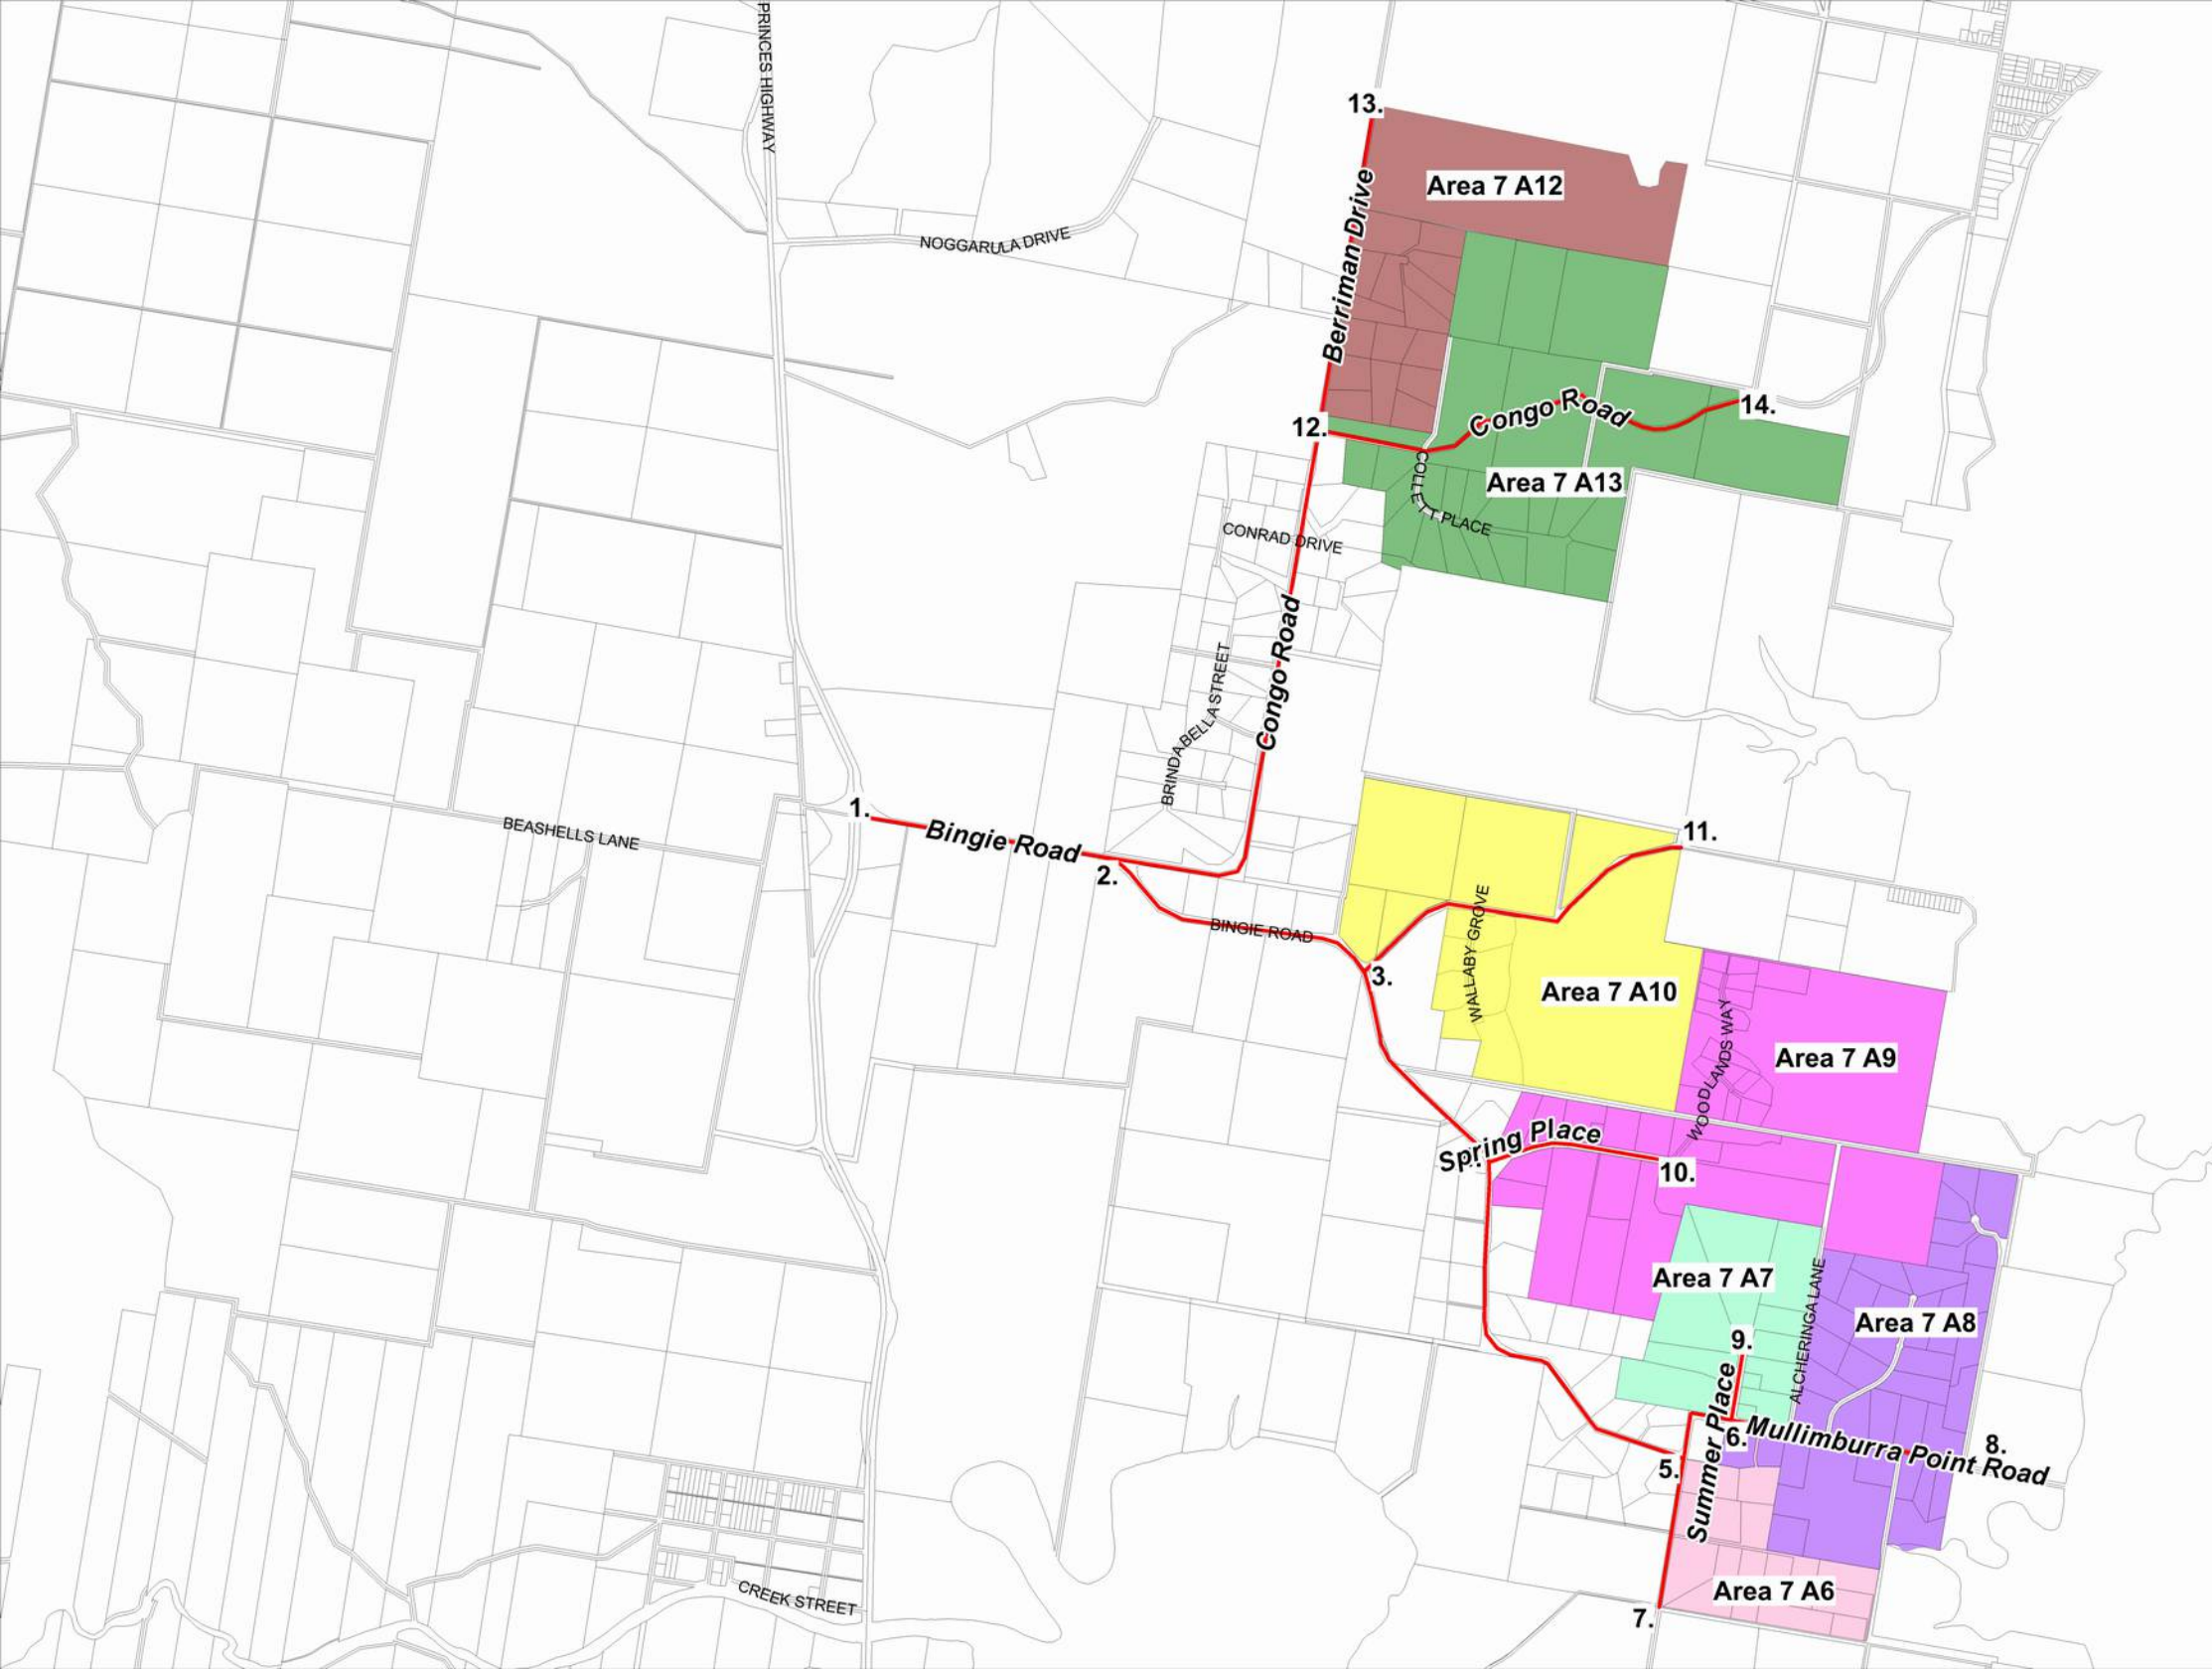 PRINCES HIGHWAY
13.
Area 7 A12
Berriman Drive
NOGGARULA DRIVE
Congo Road
14.
12.
Area 7 A13
COLLETT PLACE
CONRAD DRIVE
Congo Road
BRINDABELLA STREET
1.
Bingie Road
BEASHELLS LANE
2.
11.
BINGIE ROAD
WALLABY GROVE
3.
Area 7 A10
WOODLANDS WAY
Area 7 A9
Spring Place
10.
Area 7 A7
ALCHERINGA LANE
Area 7 A8
9.
Summer Place
6.
Mullimburra Point Road
8.
5.
Area 7 A6
7.
CREEK STREET